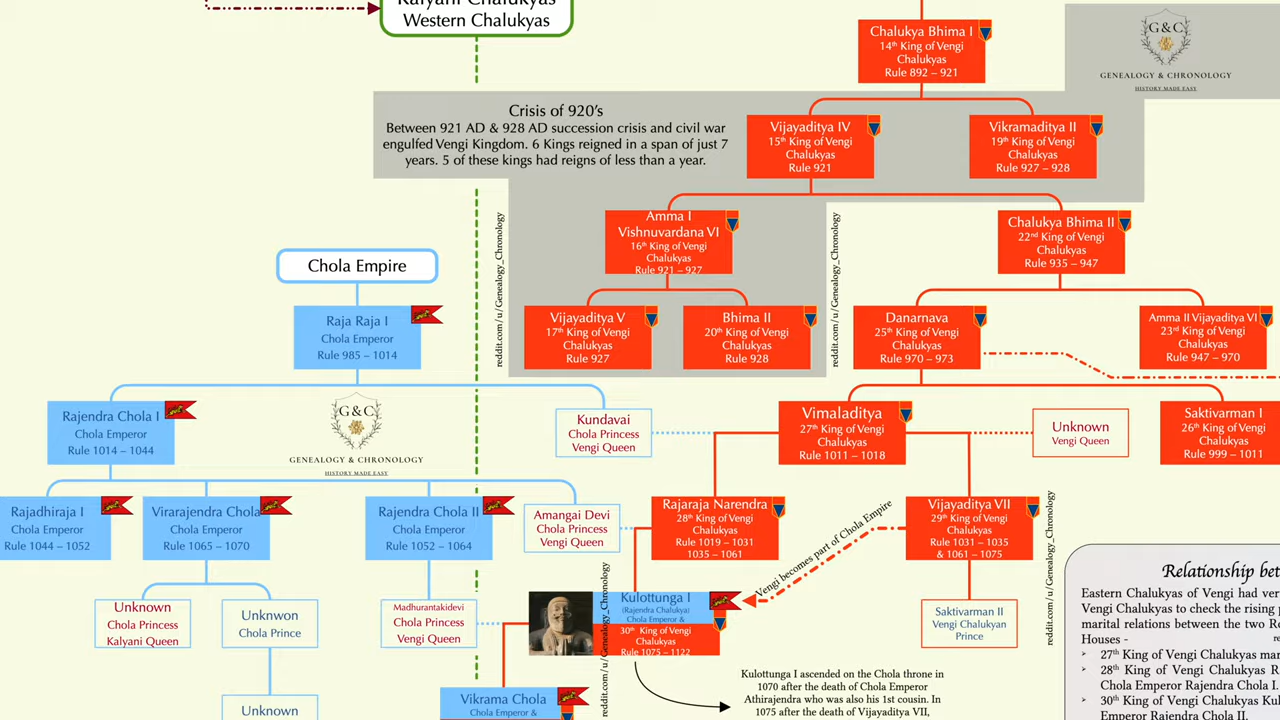 Kalyani Chalukyas
Western Chalukyas
Chalukya Bhima I
14th King of Vengi
Chalukyas
Rule 892 – 921
G&C
GENEALOGY & CHRONOLOGY
HISTORY MADE EASY
Crisis of 920's
Between 921 AD & 928 AD succession crisis and civil war
engulfed Vengi Kingdom. 6 Kings reigned in a span of just 7
years. 5 of these kings had reigns of less than a year.
Vijayaditya IV
15th King of Vengi
Chalukyas
Rule 921
Vikramaditya II
19th King of Vengi
Chalukyas
Rule 927 – 928
Amma I
Vishnuvardana VI
16th King of Vengi
Chalukyas
Rule 921 – 927
Chalukya Bhima II
22nd King of Vengi
Chalukyas
Rule 935 – 947
reddit.com/u/Genealogy_Chronology
reddit.com/u/Genealogy_Chronology
Chola Empire
Raja Raja I
Chola Emperor
Rule 985 – 1014
Vijayaditya V
17th King of Vengi
Chalukyas
Rule 927
Bhima II
20th King of Vengi
Chalukyas
Rule 928
Danarnava
25th King of Vengi
Chalukyas
Rule 970 – 973
Amma II Vijayaditya VI
23rd King of Vengi
Chalukyas
Rule 947 – 970
Rajendra Chola I
Chola Emperor
Rule 1014 – 1044
G&C
GENEALOGY & CHRONOLOGY
HISTORY MADE EASY
Kundavai
Chola Princess
Vengi Queen
Vimaladitya
27th King of Vengi
Chalukyas
Rule 1011 – 1018
Unknown
Vengi Queen
Saktivarman I
26th King of Vengi
Chalukyas
Rule 999 – 1011
Rajadhiraja I
Chola Emperor
Rule 1044 – 1052
Virarajendra Chola
Chola Emperor
Rule 1065 – 1070
Rajendra Chola II
Chola Emperor
Rule 1052 – 1064
Amangai Devi
Chola Princess
Vengi Queen
Rajaraja Narendra
28th King of Vengi
Chalukyas
Rule 1019 – 1031
1035 – 1061
Vengi becomes part of Chola Empire
Vijayaditya VII
29th King of Vengi
Chalukyas
Rule 1031 – 1035
& 1061 – 1075
reddit.com/u/Genealogy_Chronology
reddit.com/u/Genealogy_Chronology
Unknown
Chola Princess
Kalyani Queen
Unknwon
Chola Prince
Madhurantakidevi
Chola Princess
Vengi Queen
Kulottunga I
(Rajendra Chalukya)
Chola Emperor &
30th King of Vengi
Chalukyas
Rule 1075 – 1122
Saktivarman II
Vengi Chalukyan
Prince
Relationship bet
Eastern Chalukyas of Vengi had ver
Vengi Chalukyas to check the rising p
marital relations between the two Ro
Houses - re
27th King of Vengi Chalukyas mar
28th King of Vengi Chalukyas R
Chola Emperor Rajendra Chola I.
30th King of Vengi Chalukyas Kul
Emperor Rajendra Chola II.
Unknown
Vikrama Chola
Chola Emperor &
Kulottunga I ascended on the Chola throne in
1070 after the death of Chola Emperor
Athirajendra who was also his 1st cousin. In
1075 after the death of Vijayaditya VII,